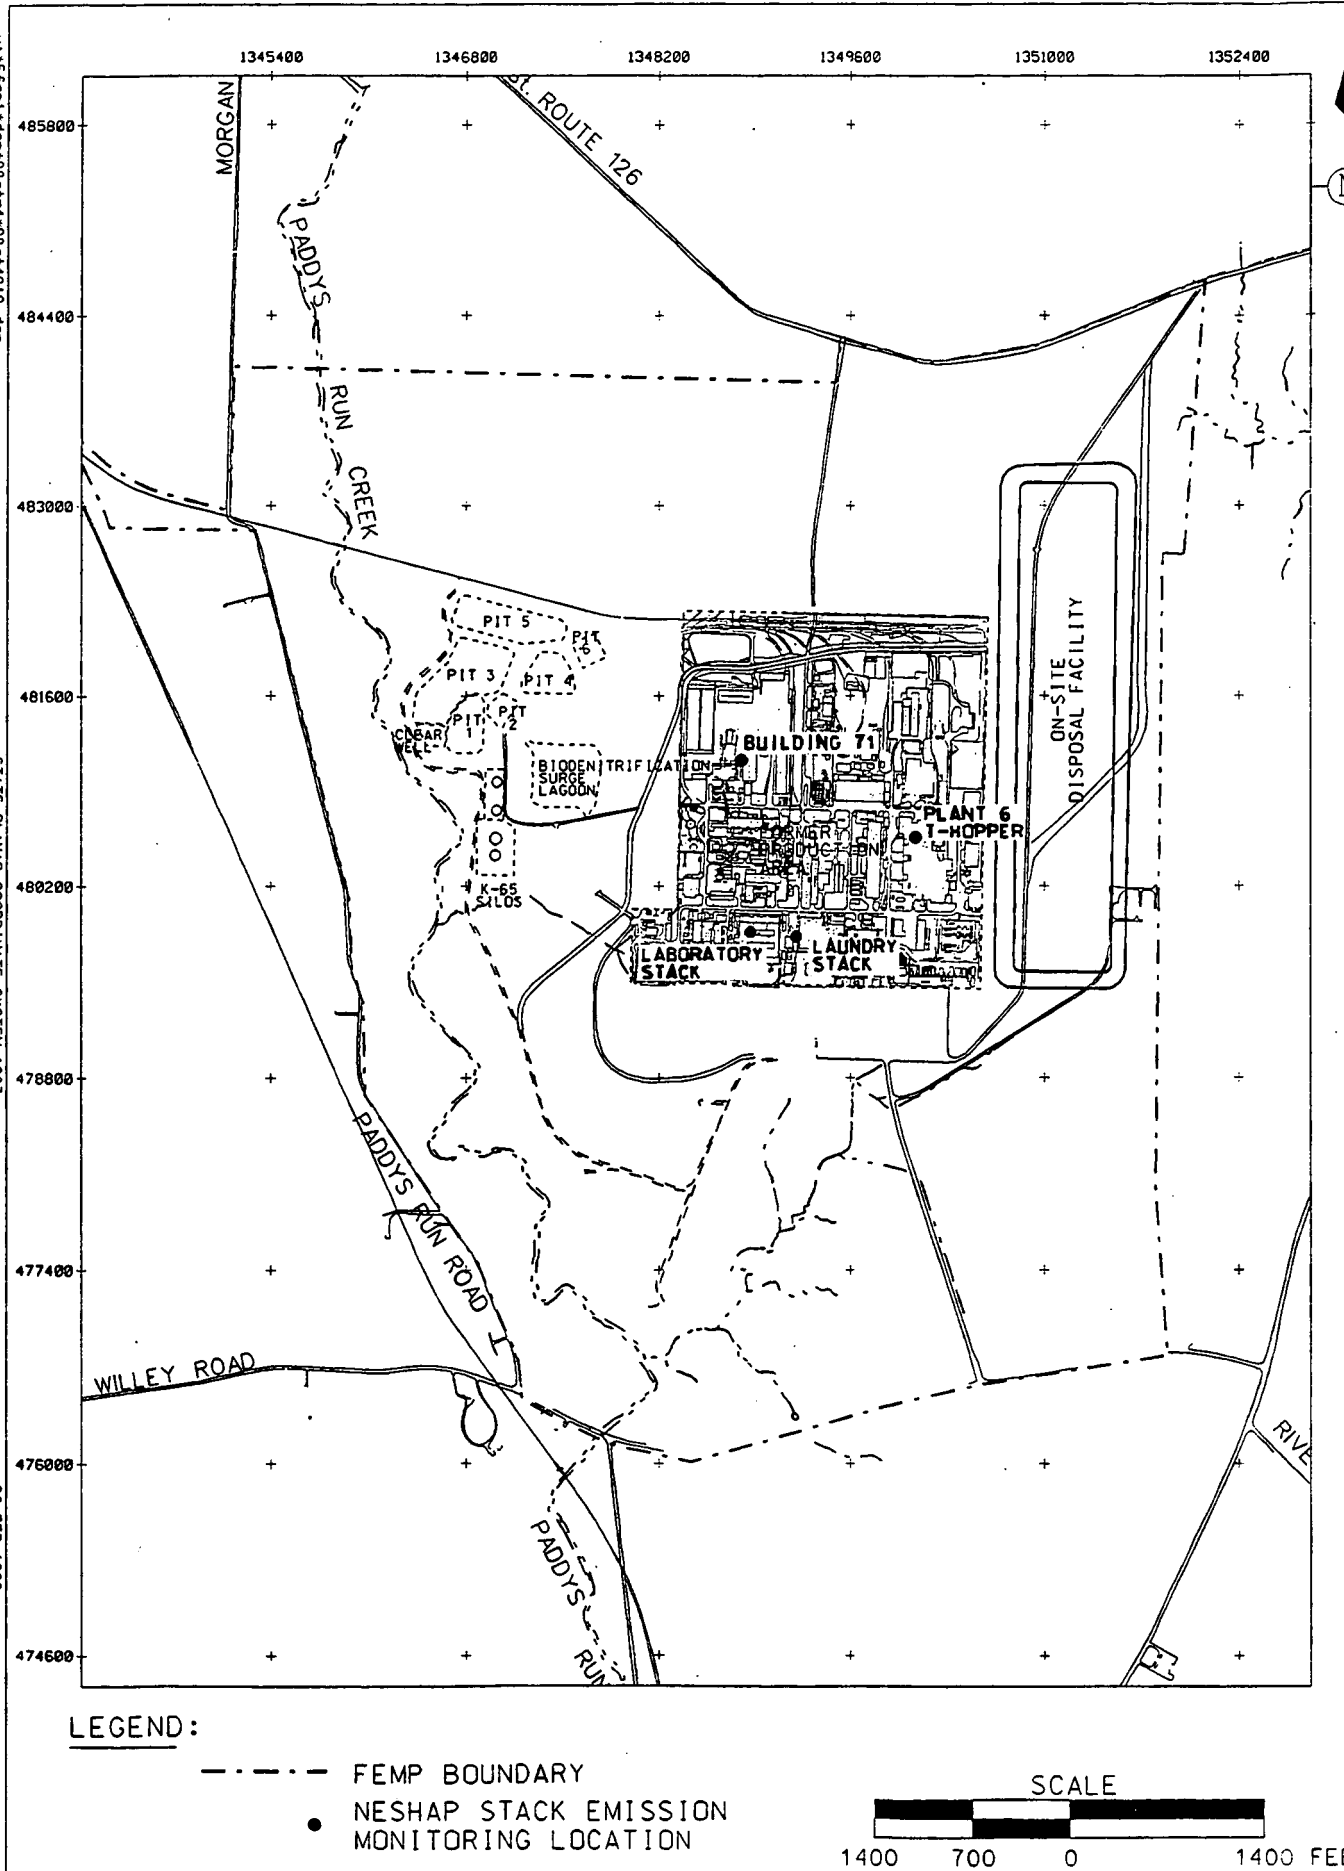 1345400 1346800 1348200 1349600 1351000 1352400
485800
484400
483000
481600
480200
478800
477400
476000
474600
MORGAN
St. ROUTE 126
PADDYS
RUN
CREEK
PIT 5
PIT
6
PIT 3
PIT 4
PIT
1
PIT
2
CLEAR
WELL
BIODENITRIFICATION
SURGE
LAGOON
K-65
SILOS
BUILDING 71
PLANT 6
T-HOPPER
FORMER
PRODUCTION
AREA
LABORATORY
STACK
LAUNDRY
STACK
ON-SITE
DISPOSAL FACILITY
PADDYS RUN ROAD
WILLEY ROAD
PADDYS
RUN
LEGEND:
FEMP BOUNDARY
NESHAP STACK EMISSION
MONITORING LOCATION
SCALE
1400 700 0 1400